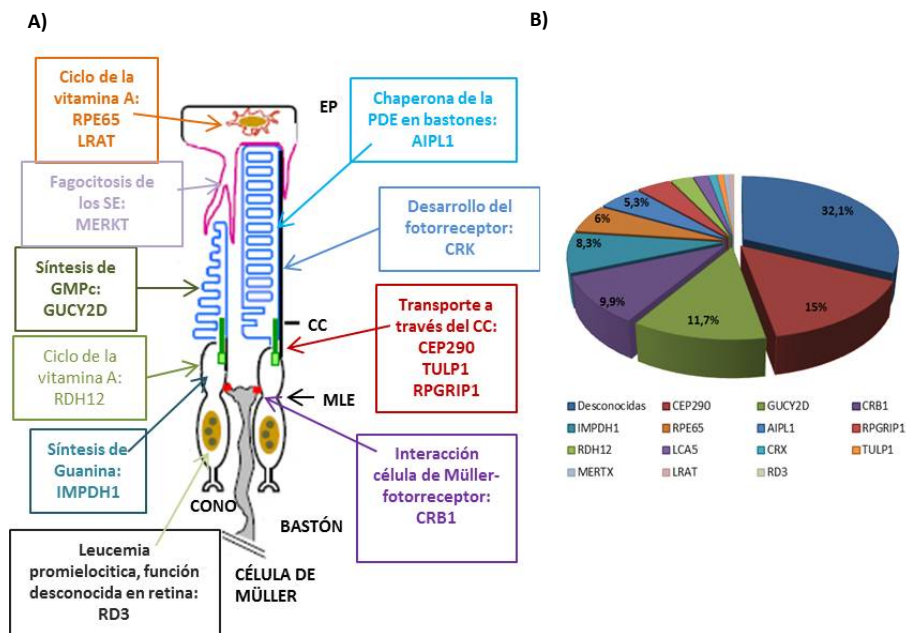 A)
B)
Ciclo de la
vitamina A:
RPE65
LRAT
Fagocitosis de
los SE:
MERKT
Síntesis de
GMPc:
GUCY2D
Ciclo de la
vitamina A:
RDH12
Síntesis de
Guanina:
IMPDH1
Leucemia
promielocitica, función
desconocida en retina:
RD3
EP
CC
MLE
CONO
BASTÓN
CÉLULA DE
MÜLLER
Chaperona de la
PDE en bastones:
AIPL1
Desarrollo del
fotorreceptor:
CRK
Transporte a
través del CC:
CEP290
TULP1
RPGRIP1
Interacción
célula de Müller-
fotorreceptor:
CRB1
32,1%
15%
11,7%
9,9%
8,3%
6%
5,3%
Desconocidas CEP290 GUCY2D CRB1
IMPDH1 RPE65 AIPL1 RPGRIP1
RDH12 LCA5 CRX TULP1
MERTX LRAT RD3